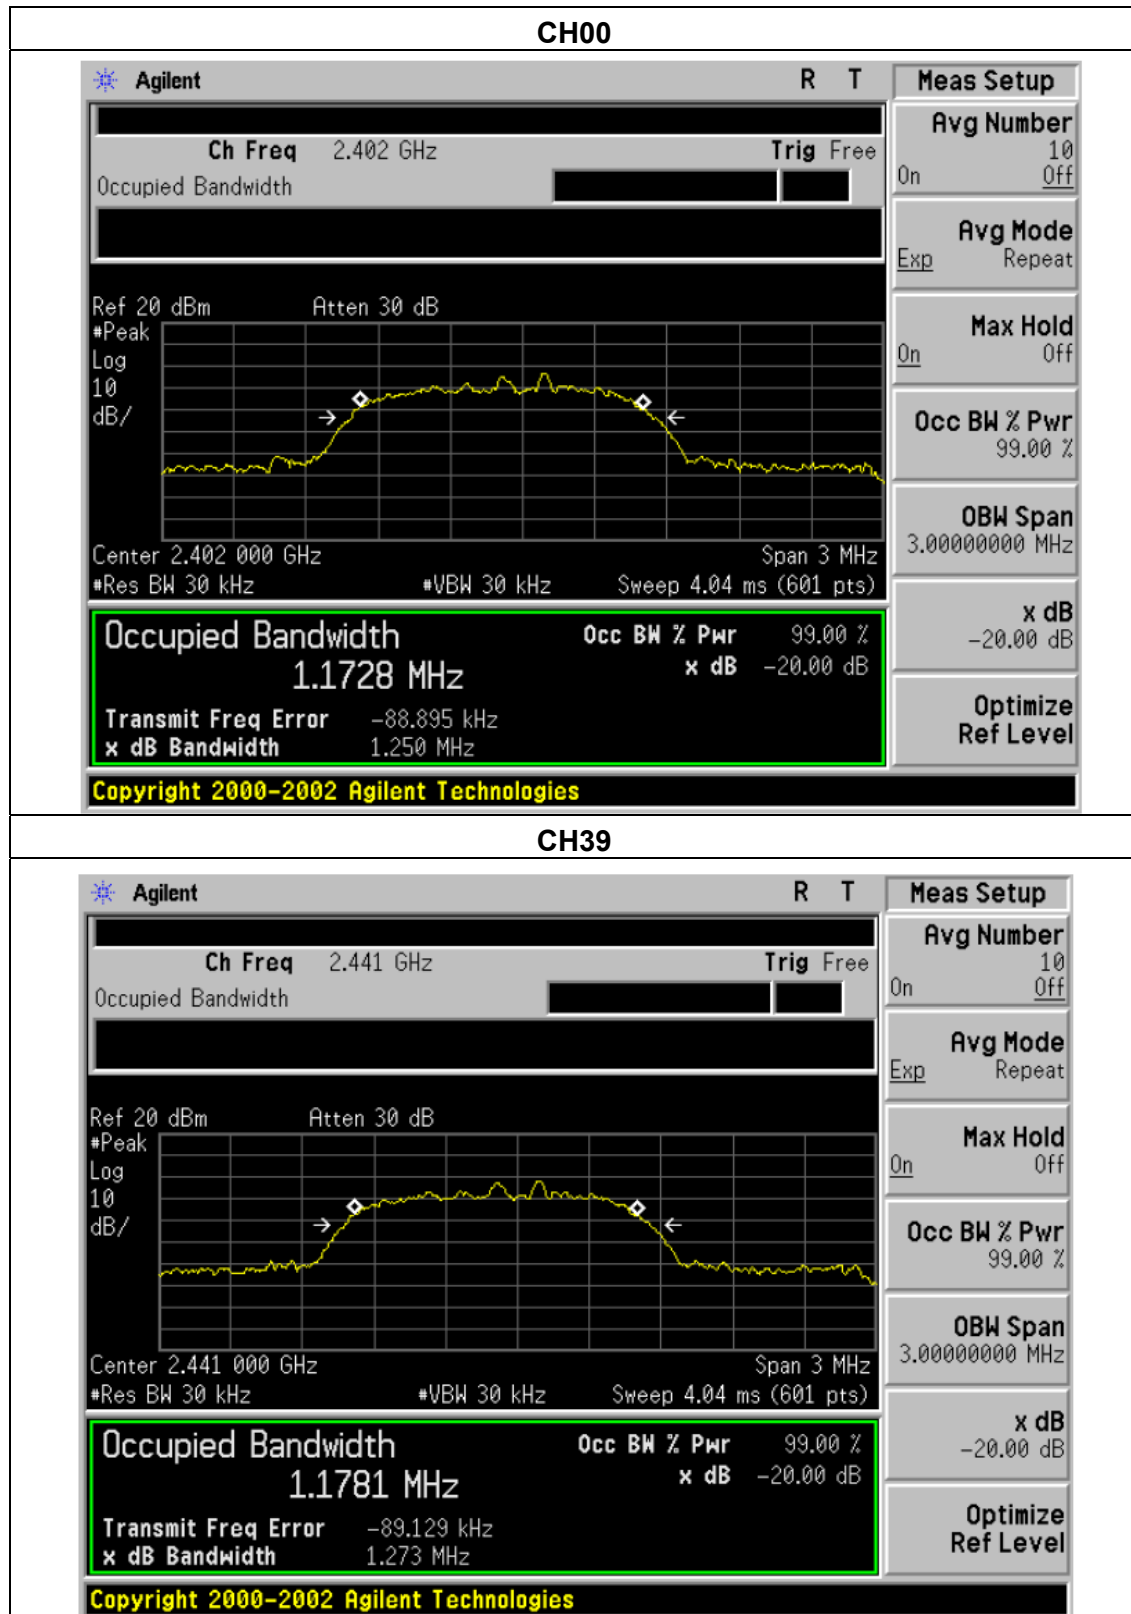 CH00
Agilent R T Meas Setup
Ch Freq 2.402 GHz Trig Free
Occupied Bandwidth
Avg Number
10
On Off
Avg Mode
Exp Repeat
Max Hold
On Off
Occ BW % Pwr
99.00 %
OBW Span
3.00000000 MHz
x dB
-20.00 dB
Optimize
Ref Level
Ref 20 dBm Atten 30 dB
#Peak
Log
10
dB/
Center 2.402 000 GHz Span 3 MHz
#Res BW 30 kHz #VBW 30 kHz Sweep 4.04 ms (601 pts)
Occupied Bandwidth Occ BW % Pwr 99.00 %
1.1728 MHz x dB -20.00 dB
Transmit Freq Error -88.895 kHz
x dB Bandwidth 1.250 MHz
Copyright 2000-2002 Agilent Technologies
CH39
Agilent R T Meas Setup
Ch Freq 2.441 GHz Trig Free
Occupied Bandwidth
Avg Number
10
On Off
Avg Mode
Exp Repeat
Max Hold
On Off
Occ BW % Pwr
99.00 %
OBW Span
3.00000000 MHz
x dB
-20.00 dB
Optimize
Ref Level
Ref 20 dBm Atten 30 dB
#Peak
Log
10
dB/
Center 2.441 000 GHz Span 3 MHz
#Res BW 30 kHz #VBW 30 kHz Sweep 4.04 ms (601 pts)
Occupied Bandwidth Occ BW % Pwr 99.00 %
1.1781 MHz x dB -20.00 dB
Transmit Freq Error -89.129 kHz
x dB Bandwidth 1.273 MHz
Copyright 2000-2002 Agilent Technologies